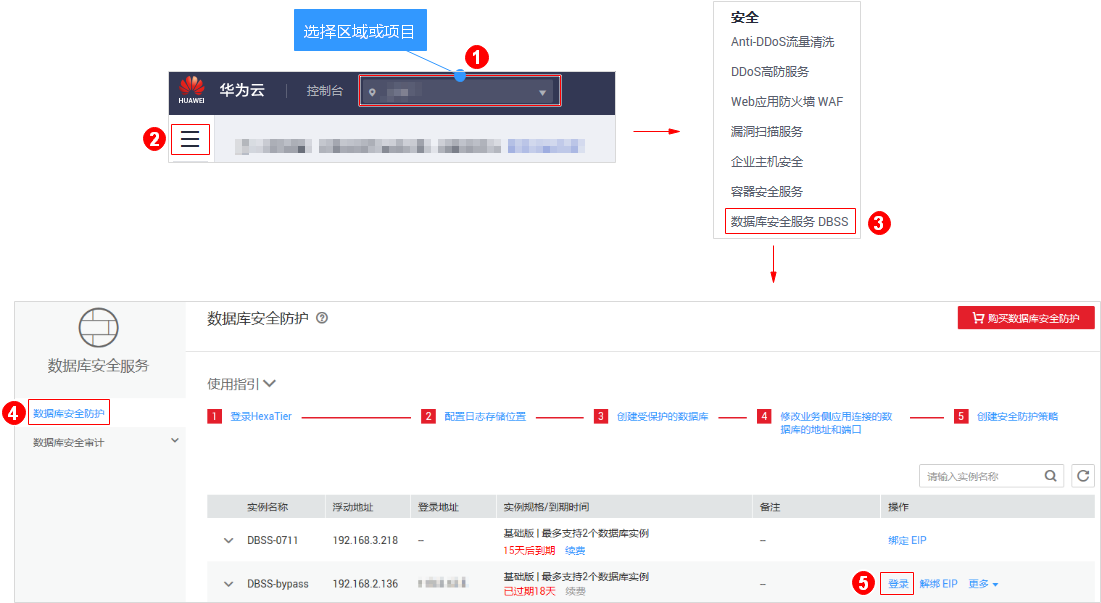 选择区域或项目
1
HUAWEI
华为云
控制台
2
安全
Anti-DDoS流量清洗
DDoS高防服务
Web应用防火墙 WAF
漏洞扫描服务
企业主机安全
容器安全服务
数据库安全服务 DBSS
3
数据库安全服务
4
数据库安全防护
数据库安全审计
数据库安全防护 ?
购买数据库安全防护
使用指引
1 登录HexaTier
2 配置日志存储位置
3 创建受保护的数据库
4 修改业务侧应用连接的数
据库的地址和端口
5 创建安全防护策略
请输入实例名称
实例名称 浮动地址 登录地址 实例规格/到期时间 备注 操作
DBSS-0711 192.168.3.218 – 基础版 | 最多支持2个数据库实例 – 绑定 EIP
15天后到期 续费
DBSS-bypass 192.168.2.136 基础版 | 最多支持2个数据库实例 – 5 登录 解绑 EIP 更多
已过期18天 续费